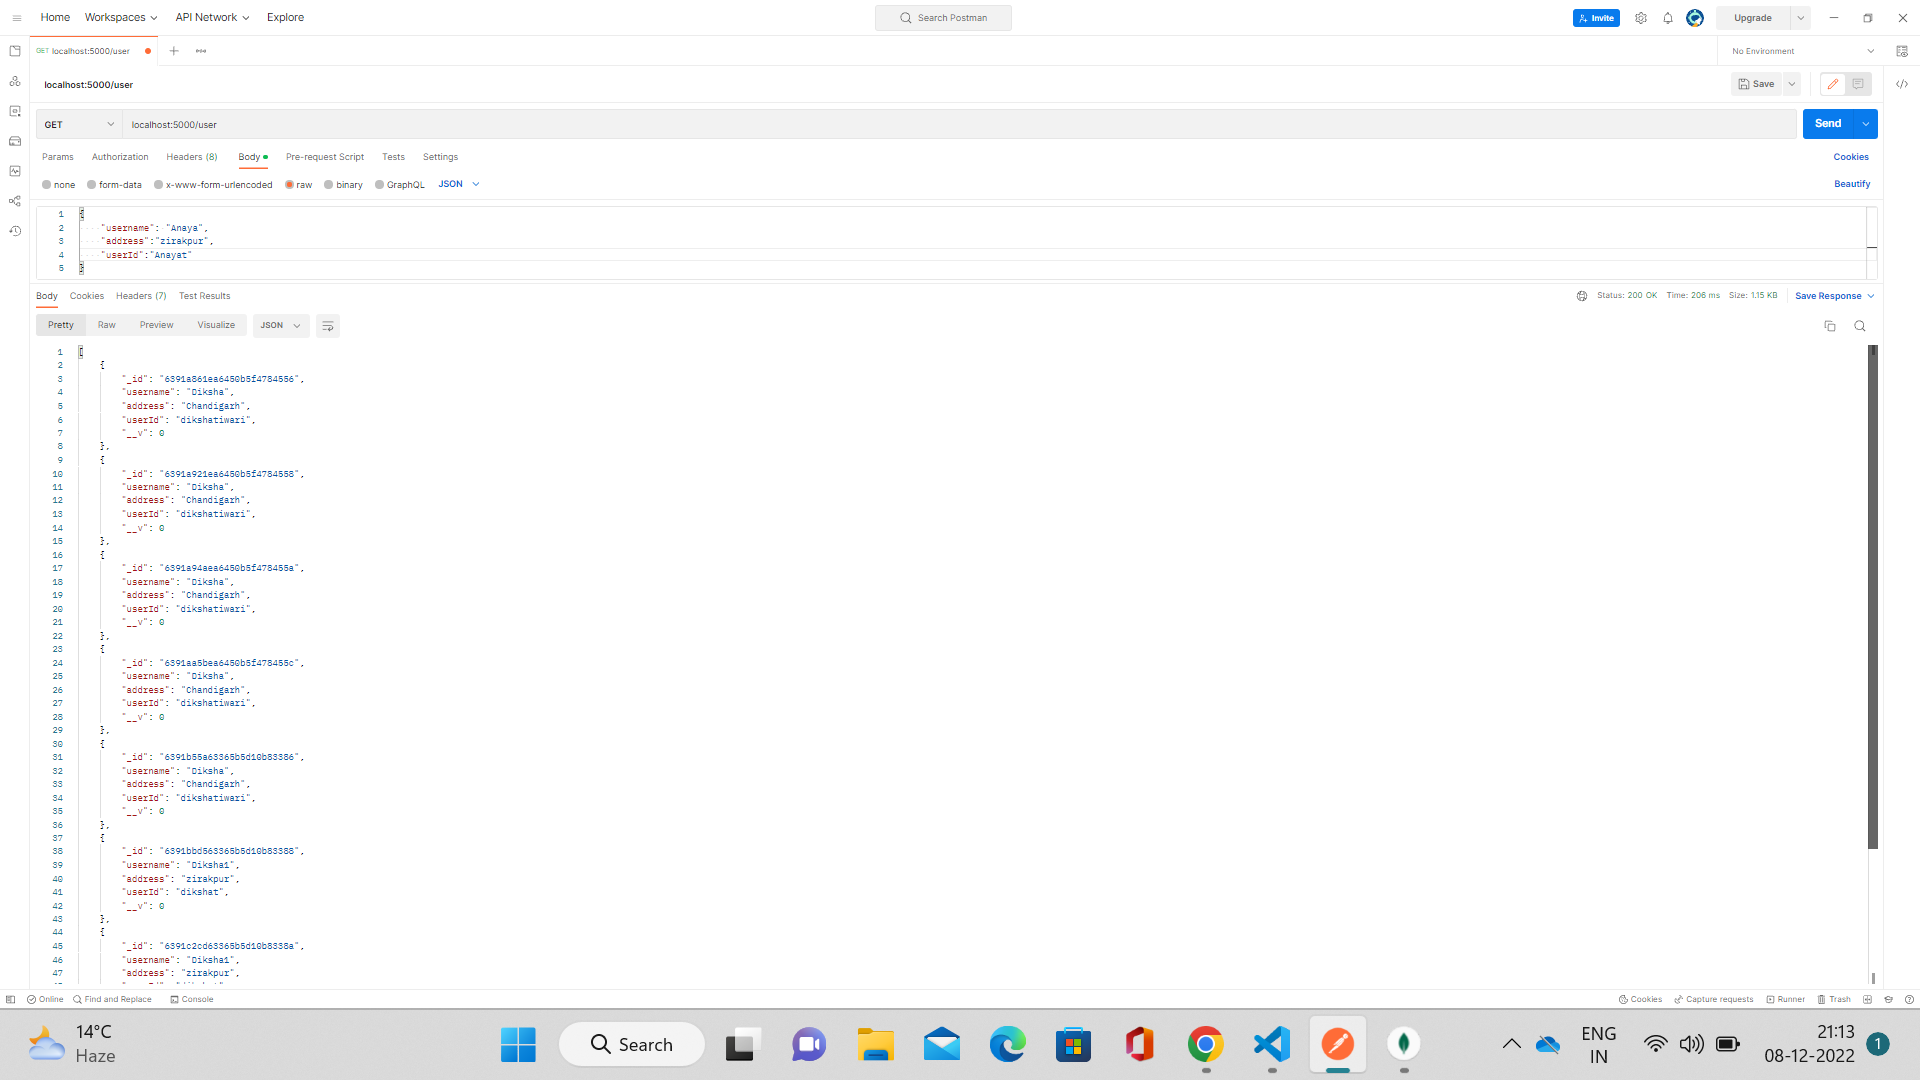 Home Workspaces API Network Explore Search Postman Invite Upgrade
GET localhost:5000/user No Environment
localhost:5000/user Save
GET localhost:5000/user Send
Params Authorization Headers (8) Body Pre-request Script Tests Settings Cookies
none form-data x-www-form-urlencoded raw binary GraphQL JSON Beautify
1 {
2 "username": "Anaya",
3 "address":"zirakpur",
4 "userId":"Anayat"
5 }
Body Cookies Headers (7) Test Results Status: 200 OK Time: 206 ms Size: 1.15 KB Save Response
Pretty Raw Preview Visualize JSON
1 [
2 {
3 "_id": "6391a861ea6450b5f4784556",
4 "username": "Diksha",
5 "address": "Chandigarh",
6 "userId": "dikshatiwari",
7 "__v": 0
8 },
9 {
10 "_id": "6391a921ea6450b5f4784558",
11 "username": "Diksha",
12 "address": "Chandigarh",
13 "userId": "dikshatiwari",
14 "__v": 0
15 },
16 {
17 "_id": "6391a94aea6450b5f478455a",
18 "username": "Diksha",
19 "address": "Chandigarh",
20 "userId": "dikshatiwari",
21 "__v": 0
22 },
23 {
24 "_id": "6391aa5bea6450b5f478455c",
25 "username": "Diksha",
26 "address": "Chandigarh",
27 "userId": "dikshatiwari",
28 "__v": 0
29 },
30 {
31 "_id": "6391b55a63365b5d10b83386",
32 "username": "Diksha",
33 "address": "Chandigarh",
34 "userId": "dikshatiwari",
35 "__v": 0
36 },
37 {
38 "_id": "6391bbd563365b5d10b83388",
39 "username": "Diksha1",
40 "address": "zirakpur",
41 "userId": "dikshat",
42 "__v": 0
43 },
44 {
45 "_id": "6391c2cd63365b5d10b8338a",
46 "username": "Diksha1",
47 "address": "zirakpur",
Online Find and Replace Console Cookies Capture requests Runner Trash
14°C
Haze
Search
ENG
IN
21:13
08-12-2022
1